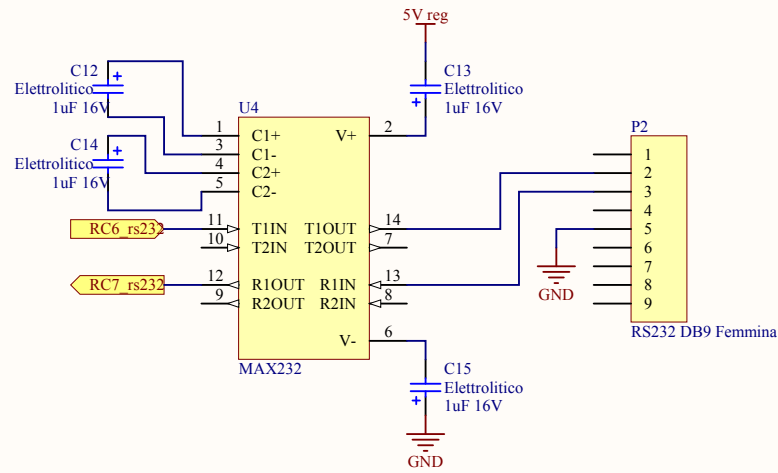 5V reg
C12
Elettrolitico
1uF 16V
+
C13
Elettrolitico
1uF 16V
+
C14
Elettrolitico
1uF 16V
+
U4
1 C1+ V+ 2
3 C1-
4 C2+
5 C2-
RC6_rs232 11 T1IN T1OUT 14
10 T2IN T2OUT 7
RC7_rs232 12 R1OUT R1IN 13
9 R2OUT R2IN 8
V- 6
MAX232
C15
Elettrolitico
1uF 16V
+
GND
P2
1
2
3
4
5
6
7
8
9
GND
RS232 DB9 Femmina